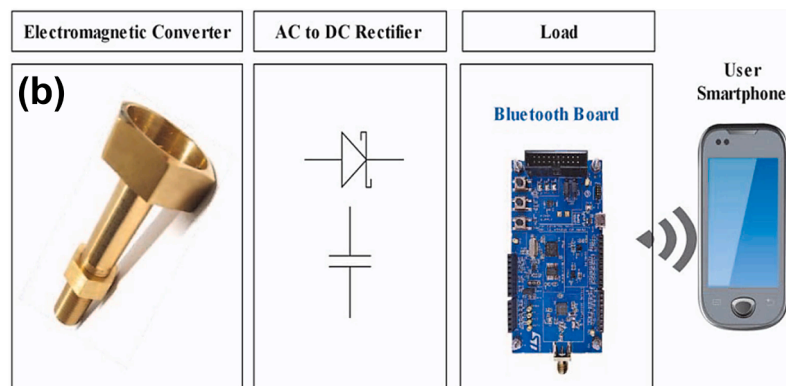 Electromagnetic Converter
AC to DC Rectifier
Load
(b)
Bluetooth Board
User
Smartphone